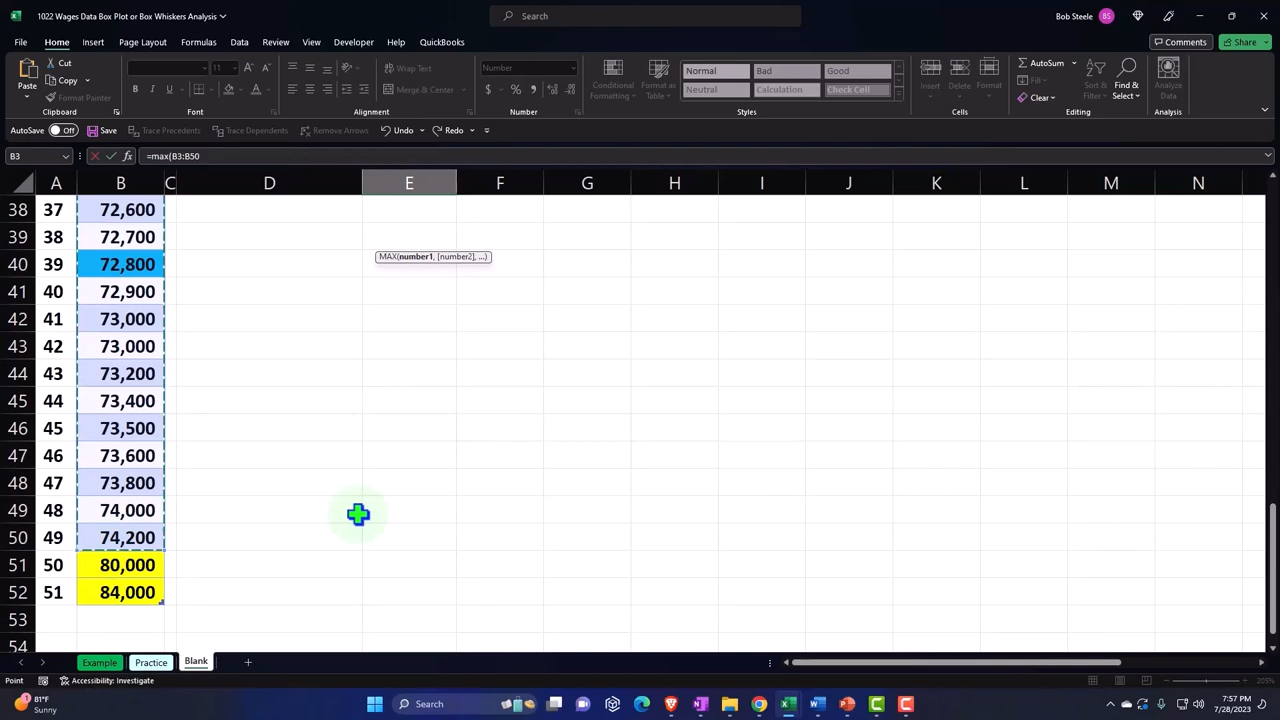 1022 Wages Data Box Plot or Box Whiskers Analysis
Search
Bob Steele BS
File Home Insert Page Layout Formulas Data Review View Developer Help QuickBooks
Comments Share
Paste
Cut
Copy
Format Painter
Clipboard
11
Font
Wrap Text
Merge & Center
Alignment
Number
Number
Conditional Formatting
Format as Table
Normal Bad Good
Neutral Calculation Check Cell
Styles
Insert Delete Format
Cells
AutoSum
Fill
Clear
Sort & Filter
Find & Select
Editing
Analyze Data
Analysis
AutoSave Off Save Trace Precedents Trace Dependents Remove Arrows Undo Redo
B3 =max(B3:B50
A B C D E F G H I J K L M N
38 37 72,600
39 38 72,700
40 39 72,800
MAX(number1, [number2], ...)
41 40 72,900
42 41 73,000
43 42 73,000
44 43 73,200
45 44 73,400
46 45 73,500
47 46 73,600
48 47 73,800
49 48 74,000
50 49 74,200
51 50 80,000
52 51 84,000
53
54
Example Practice Blank
Point Accessibility: Investigate 205%
81°F
Sunny
Search
7:57 PM
7/28/2023